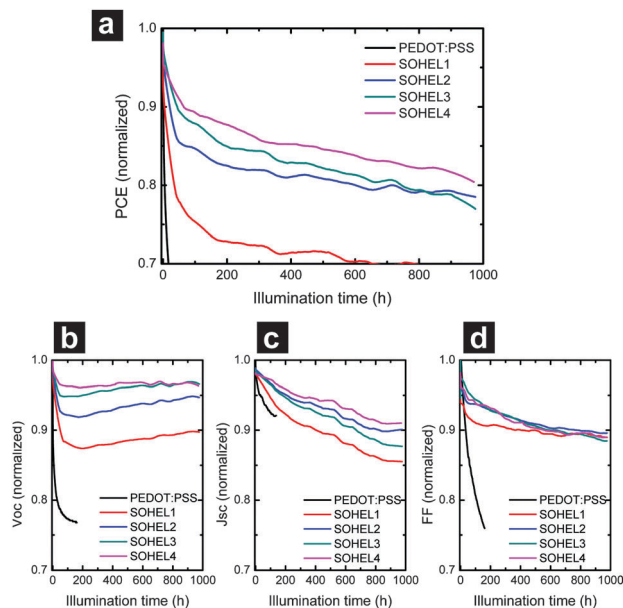 a
PEDOT:PSS
SOHEL1
SOHEL2
SOHEL3
SOHEL4
PCE (normalized)
1.0
0.9
0.8
0.7
0 200 400 600 800 1000
Illumination time (h)
b
Voc (normalized)
1.0
0.9
0.8
0.7
PEDOT:PSS
SOHEL1
SOHEL2
SOHEL3
SOHEL4
0 200 400 600 800 1000
Illumination time (h)
c
Jsc (normalized)
1.0
0.9
0.8
0.7
PEDOT:PSS
SOHEL1
SOHEL2
SOHEL3
SOHEL4
0 200 400 600 800 1000
Illumination time (h)
d
FF (normalized)
1.0
0.9
0.8
0.7
PEDOT:PSS
SOHEL1
SOHEL2
SOHEL3
SOHEL4
0 200 400 600 800 1000
Illumination time (h)